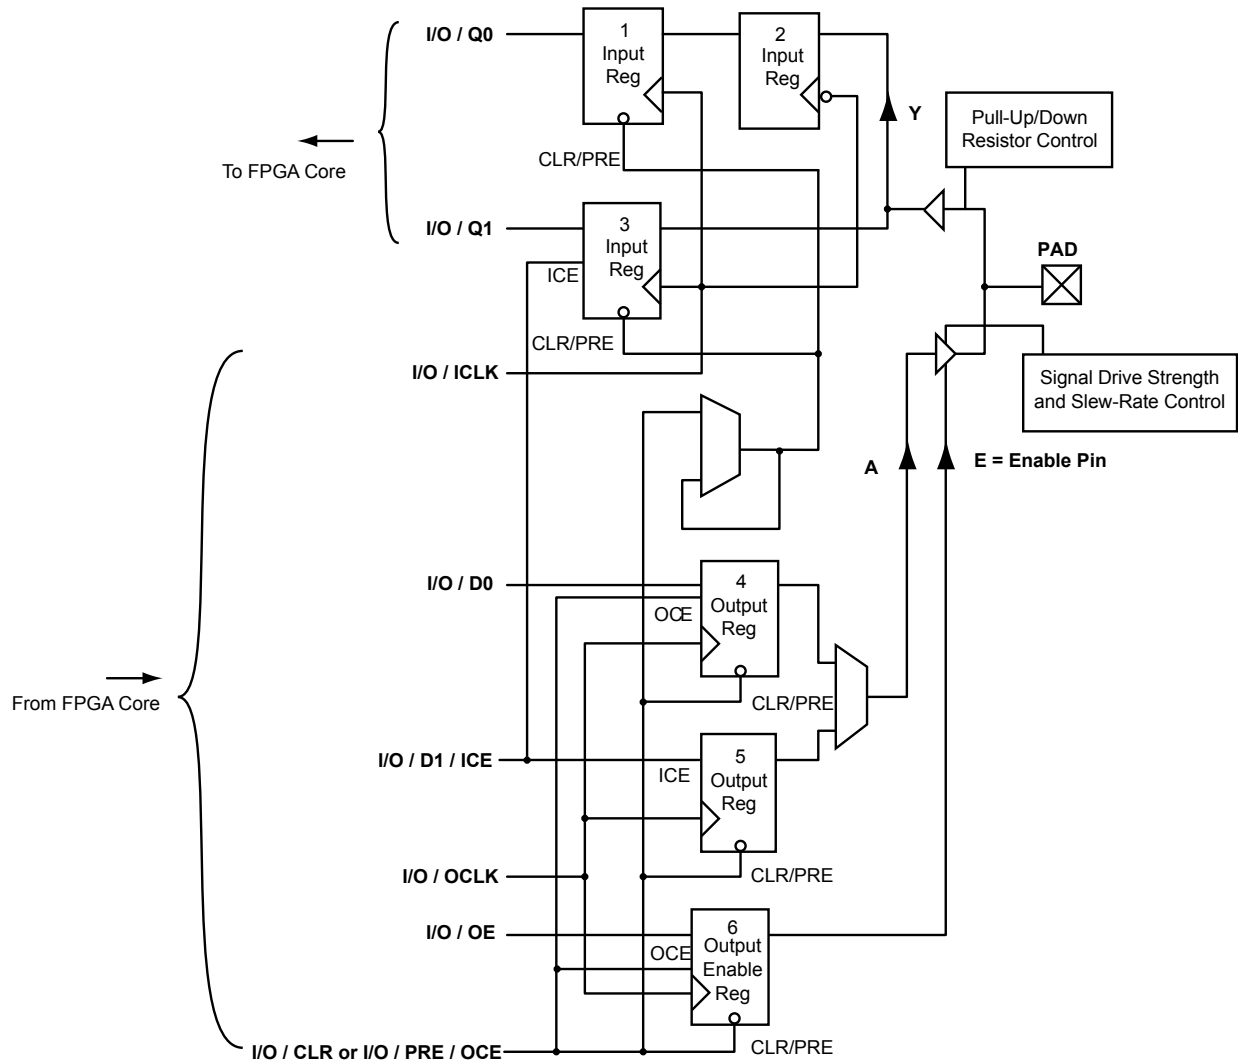 I/O / Q0
1
Input
Reg
2
Input
Reg
CLR/PRE
Y
Pull-Up/Down
Resistor Control
To FPGA Core
I/O / Q1
3
Input
Reg
ICE
CLR/PRE
PAD
I/O / ICLK
Signal Drive Strength
and Slew-Rate Control
A
E = Enable Pin
I/O / D0
4
Output
Reg
OCE
CLR/PRE
From FPGA Core
I/O / D1 / ICE
5
Output
Reg
ICE
CLR/PRE
I/O / OCLK
I/O / OE
6
Output
Enable
Reg
OCE
CLR/PRE
I/O / CLR or I/O / PRE / OCE